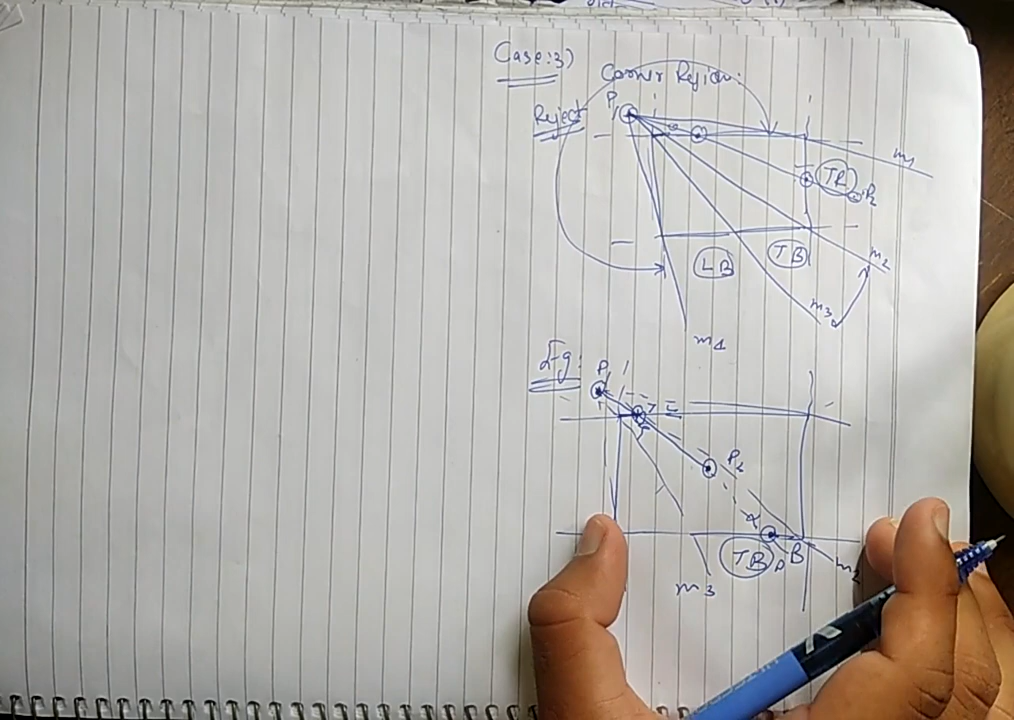 Case:3)
Corner Region:
Reject
P1
m1
TR
P2
LB
TB
m2
m3
m4
Eg:
P1
P2
TB
B
m2
m3